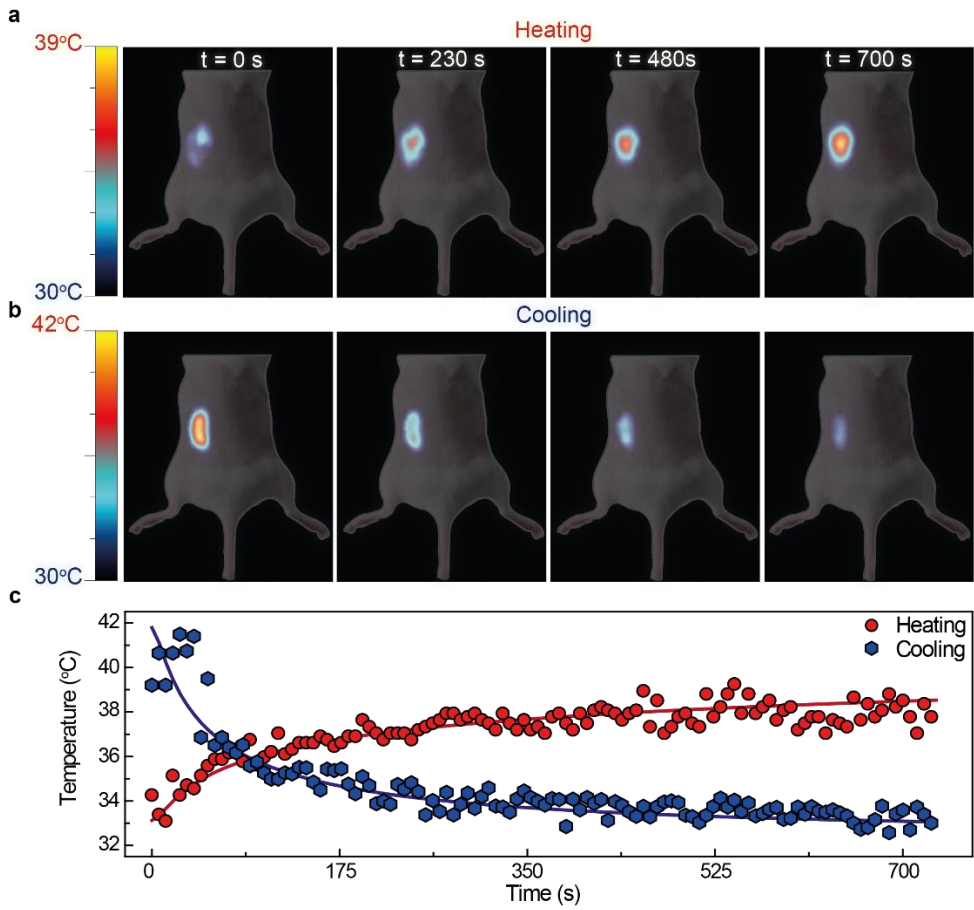 a
Heating
39°C
t = 0 s
t = 230 s
t = 480s
t = 700 s
30°C
b
Cooling
42°C
30°C
c
42
40
38
36
34
32
Temperature (°C)
Heating
Cooling
0
175
350
525
700
Time (s)